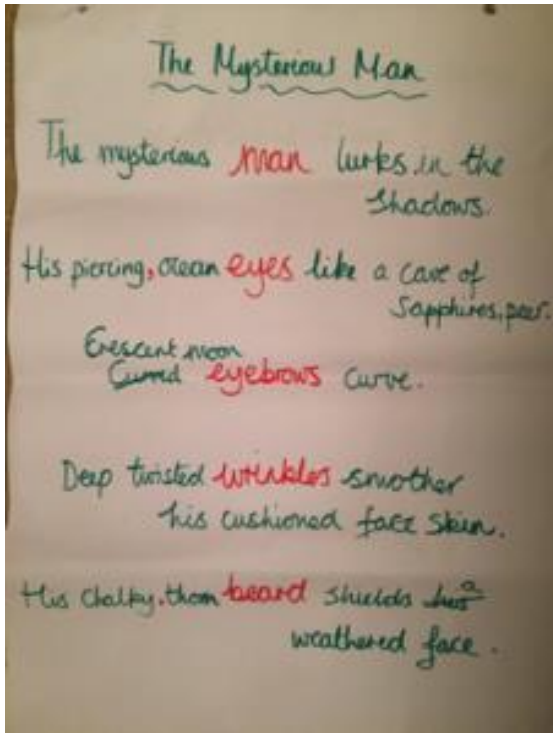 The Mysterious Man
The mysterious man lurks in the
shadows.
His piercing, ocean eyes like a cave of
sapphires, peer.
Crescent moon
Curved eyebrows curve.
Deep twisted wrinkles smother
his cushioned face skin.
His chalky, thorn beard shields his a
weathered face.